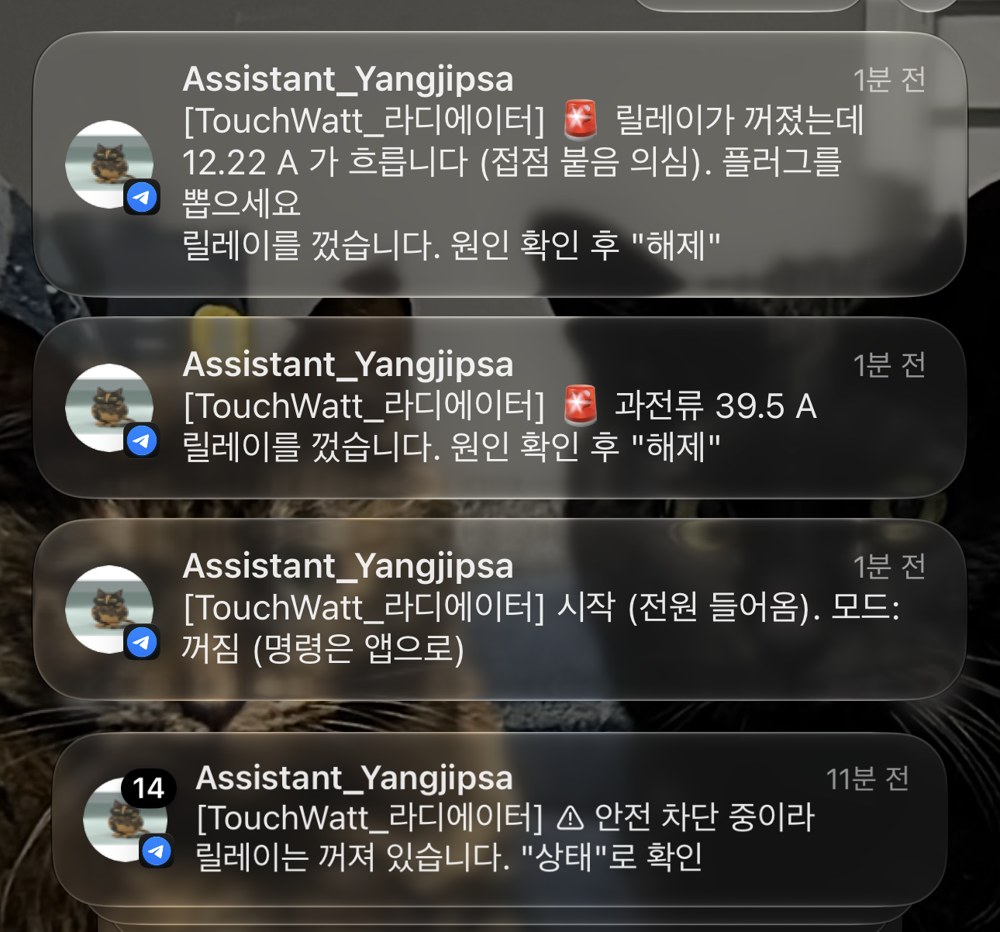 Assistant_Yangjipsa
1분 전
[TouchWatt_라디에이터] 🚨 릴레이가 꺼졌는데
12.22 A 가 흐릅니다 (접점 붙음 의심). 플러그를
뽑으세요
릴레이를 껐습니다. 원인 확인 후 "해제"
Assistant_Yangjipsa
1분 전
[TouchWatt_라디에이터] 🚨 과전류 39.5 A
릴레이를 껐습니다. 원인 확인 후 "해제"
Assistant_Yangjipsa
1분 전
[TouchWatt_라디에이터] 시작 (전원 들어옴). 모드:
꺼짐 (명령은 앱으로)
14
Assistant_Yangjipsa
11분 전
[TouchWatt_라디에이터] ⚠ 안전 차단 중이라
릴레이는 꺼져 있습니다. "상태"로 확인